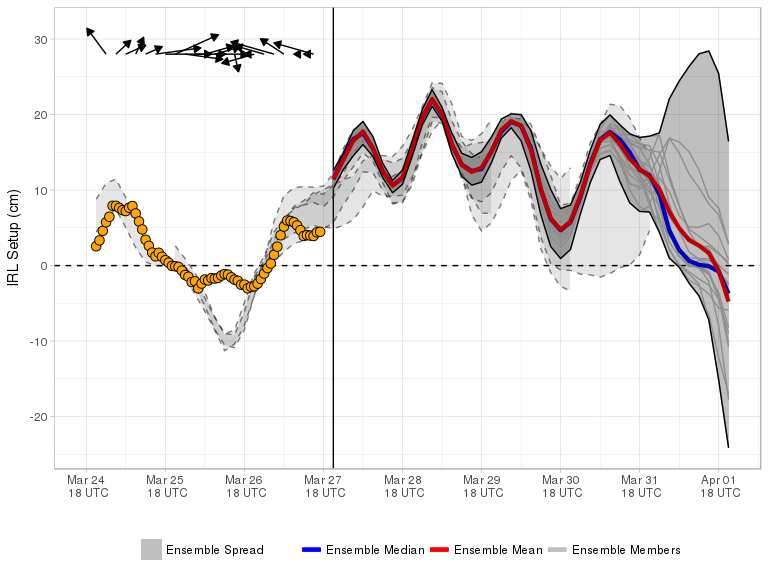 30
20
10
0
-10
-20
IRL Setup (cm)
Mar 24
18 UTC
Mar 25
18 UTC
Mar 26
18 UTC
Mar 27
18 UTC
Mar 28
18 UTC
Mar 29
18 UTC
Mar 30
18 UTC
Mar 31
18 UTC
Apr 01
18 UTC
Ensemble Spread
Ensemble Median
Ensemble Mean
Ensemble Members